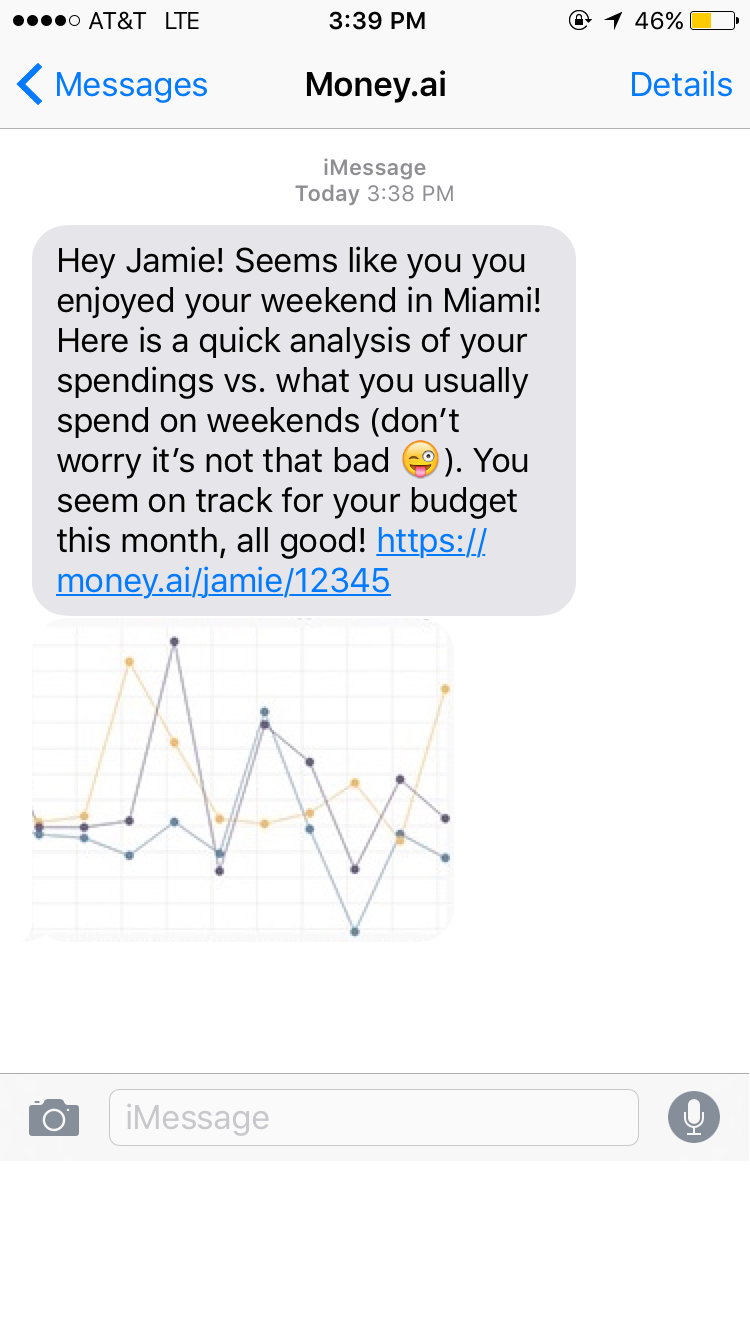 AT&T LTE 3:39 PM 46%
Messages Money.ai Details
iMessage
Today 3:38 PM
Hey Jamie! Seems like you you
enjoyed your weekend in Miami!
Here is a quick analysis of your
spendings vs. what you usually
spend on weekends (don’t
worry it’s not that bad 😜). You
seem on track for your budget
this month, all good! https://
money.ai/jamie/12345
iMessage